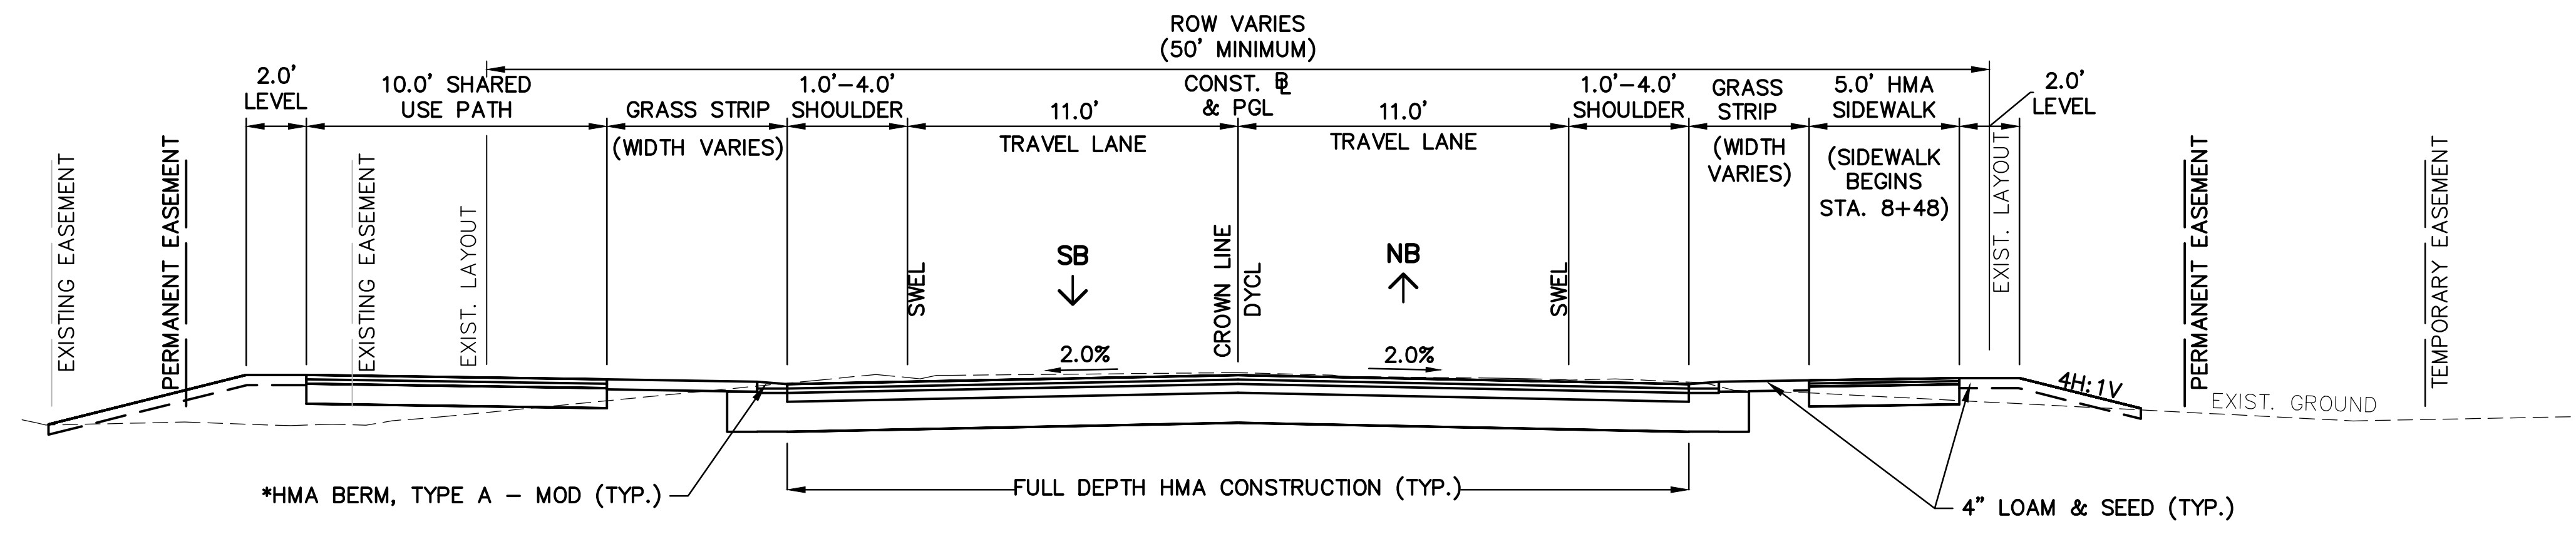 ROW VARIES
(50' MINIMUM)
2.0'
LEVEL
10.0' SHARED
USE PATH
GRASS STRIP
(WIDTH VARIES)
1.0'-4.0'
SHOULDER
11.0'
TRAVEL LANE
CONST. BL
& PGL
11.0'
TRAVEL LANE
1.0'-4.0'
SHOULDER
GRASS
STRIP
(WIDTH
VARIES)
5.0' HMA
SIDEWALK
(SIDEWALK
BEGINS
STA. 8+48)
2.0'
LEVEL
EXISTING EASEMENT
PERMANENT EASEMENT
EXISTING EASEMENT
EXIST. LAYOUT
SWEL
SB
CROWN LINE
DYCL
NB
SWEL
EXIST. LAYOUT
PERMANENT EASEMENT
TEMPORARY EASEMENT
2.0%
2.0%
4H:1V
EXIST. GROUND
*HMA BERM, TYPE A - MOD (TYP.)
FULL DEPTH HMA CONSTRUCTION (TYP.)
4" LOAM & SEED (TYP.)